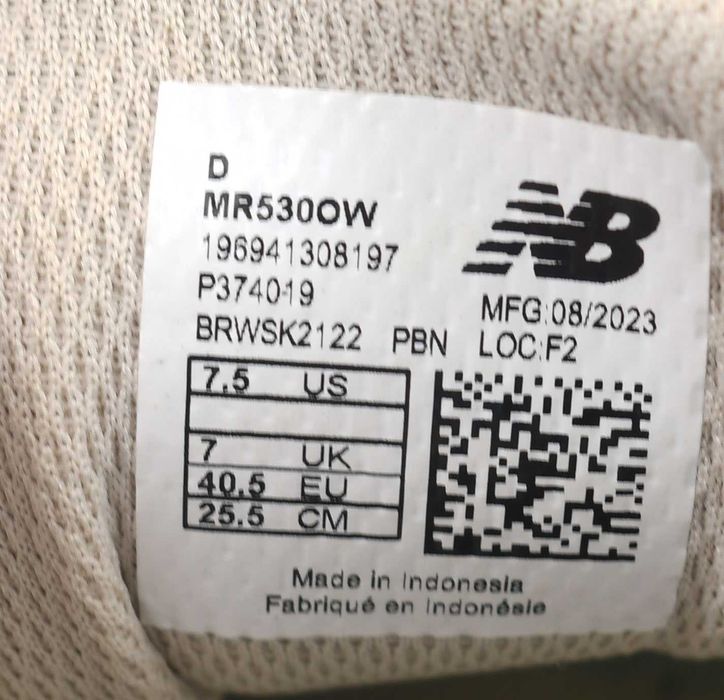 D
MR530OW
196941308197
P374019
BRWSK2122 PBN
NB
MFG:08/2023
LOC:F2
7.5 US
7 UK
40.5 EU
25.5 CM
Made in Indonesia
Fabriqué en Indonésie